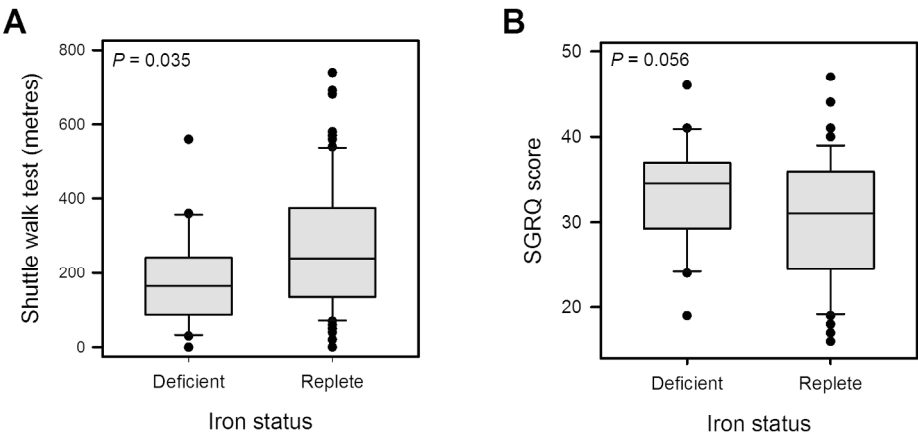 A
P = 0.035
Shuttle walk test (metres)
800
600
400
200
0
Deficient
Replete
Iron status
B
P = 0.056
SGRQ score
50
40
30
20
Deficient
Replete
Iron status